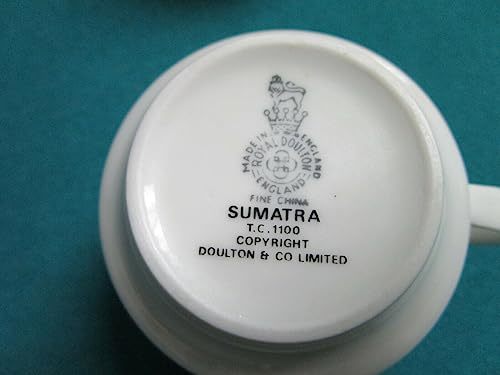 MADE IN ENGLAND
ROYAL DOULTON
ENGLAND
FINE CHINA
SUMATRA
T.C.1100
COPYRIGHT
DOULTON & CO LIMITED